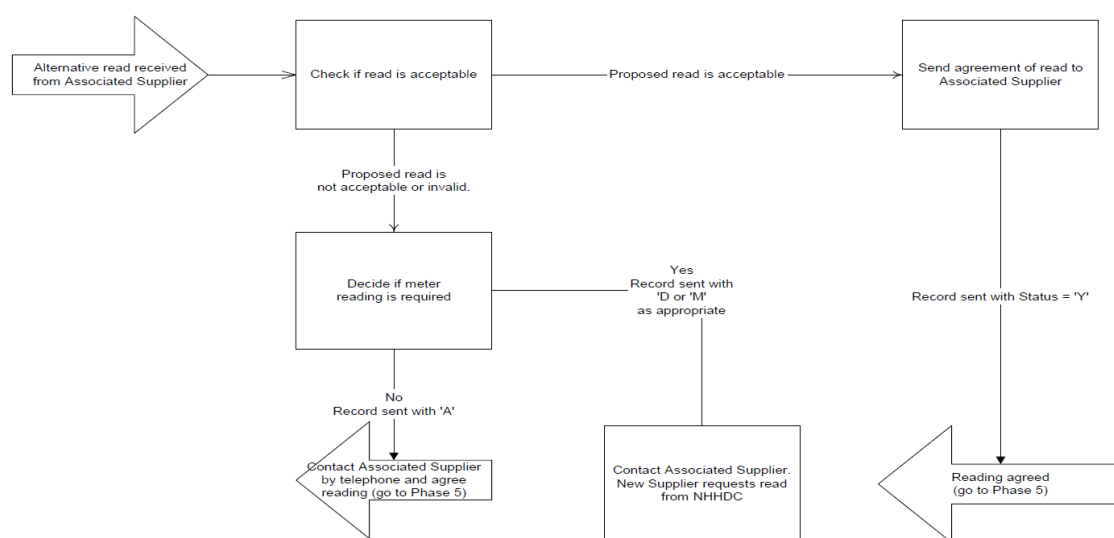 Alternative read received
from Associated Supplier
Check if read is acceptable
Proposed read is acceptable
Send agreement of read to
Associated Supplier
Proposed read is
not acceptable or invalid.
Decide if meter
reading is required
Yes
Record sent with
'D or 'M'
as appropriate
Record sent with Status = 'Y'
No
Record sent with 'A'
Contact Associated Supplier
by telephone and agree
reading (go to Phase 5)
Contact Associated Supplier.
New Supplier requests read
from NHHDC
Reading agreed
(go to Phase 5)